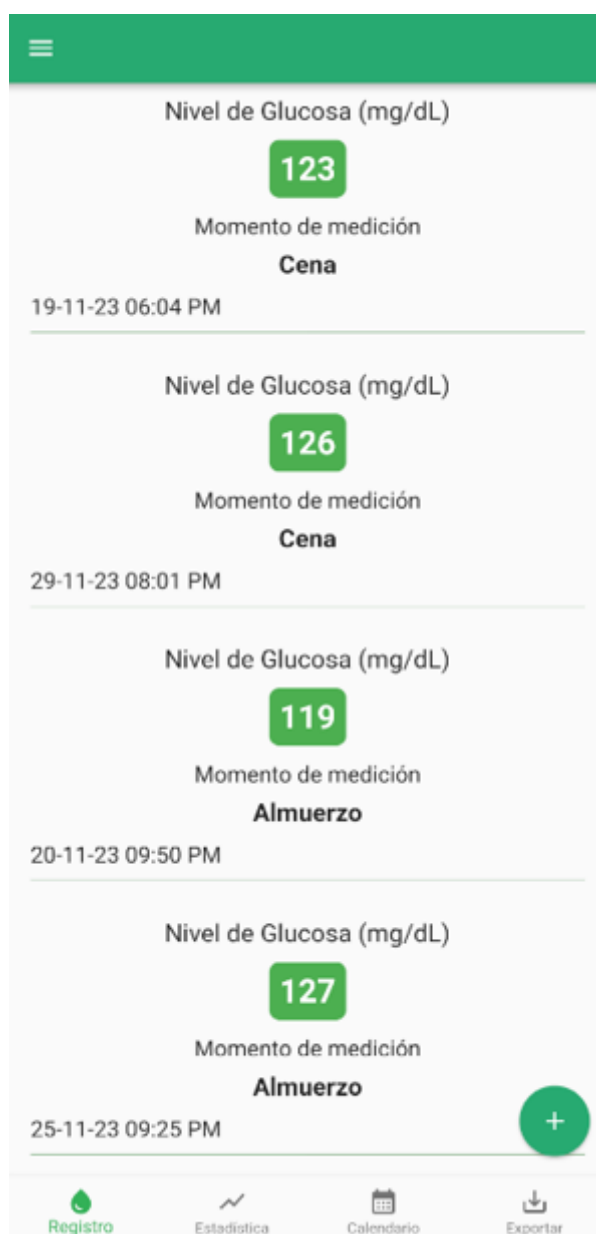 Nivel de Glucosa (mg/dL)
123
Momento de medición
Cena
19-11-23 06:04 PM
Nivel de Glucosa (mg/dL)
126
Momento de medición
Cena
29-11-23 08:01 PM
Nivel de Glucosa (mg/dL)
119
Momento de medición
Almuerzo
20-11-23 09:50 PM
Nivel de Glucosa (mg/dL)
127
Momento de medición
Almuerzo
25-11-23 09:25 PM
+
Registro Estadística Calendario Exportar